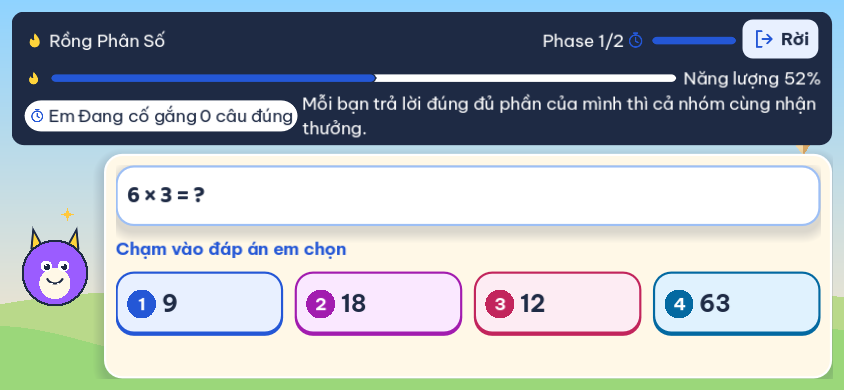 Rồng Phân Số
Phase 1/2
Rời
Năng lượng 52%
Em Đang cố gắng 0 câu đúng
Mỗi bạn trả lời đúng đủ phần của mình thì cả nhóm cùng nhận
thưởng.
6 × 3 = ?
Chạm vào đáp án em chọn
1 9
2 18
3 12
4 63